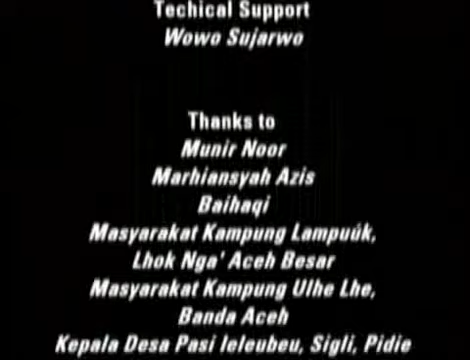 Techical Support
Wowo Sujarwo
Thanks to
Munir Noor
Marhiansyah Azis
Baihaqi
Masyarakat Kampung Lampuúk,
Lhok Nga' Aceh Besar
Masyarakat Kampung Ulhe Lhe,
Banda Aceh
Kepala Desa Pasi Ieleubeu, Sigli, Pidie